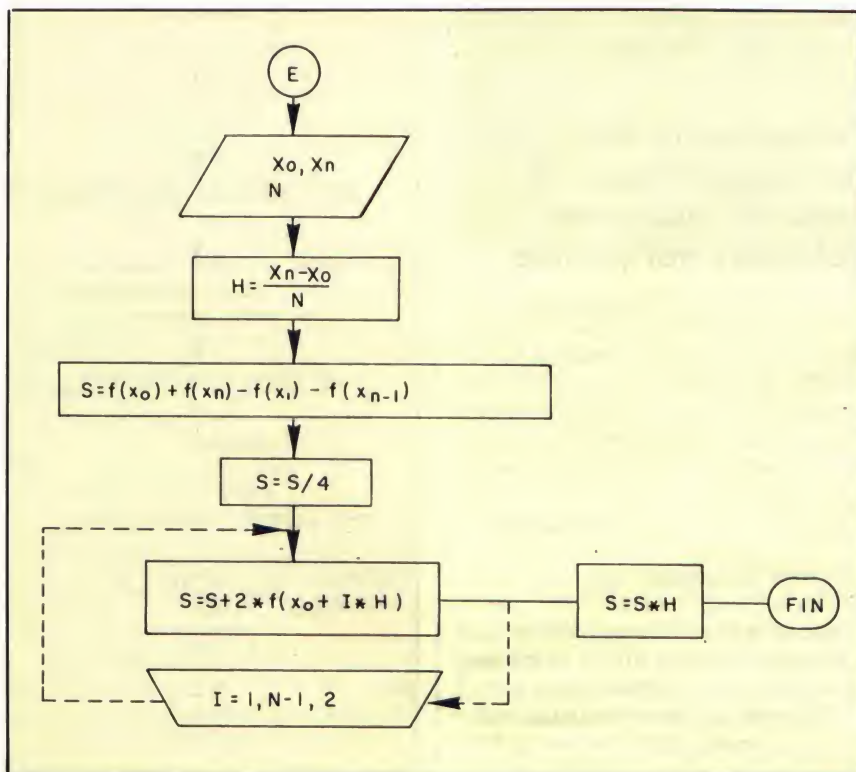 E
Xo, Xn
N
H = Xn-Xo
N
S = f(xo) + f(xn) - f(x1) - f(xn-1)
S = S/4
S=S+2*f(xo + I*H)
S=S*H
FIN
I = 1, N-1, 2